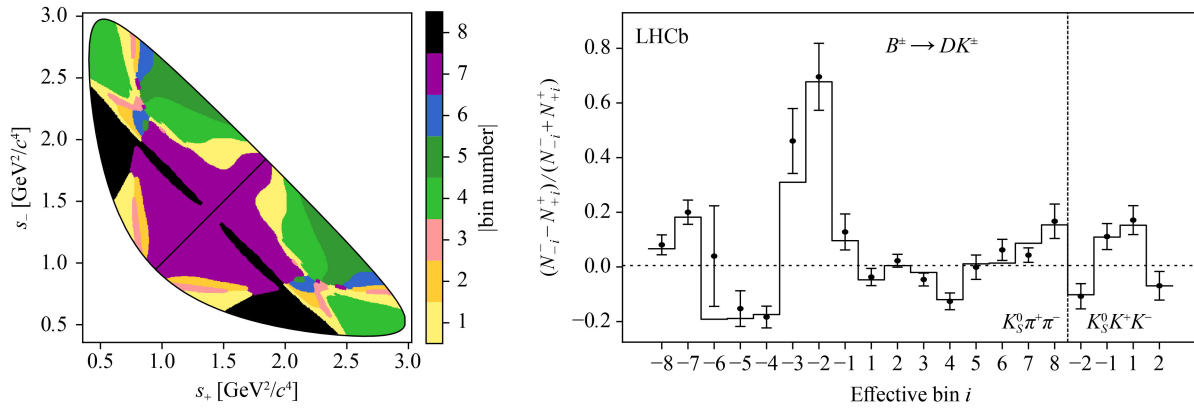 3.0
2.5
2.0
1.5
1.0
0.5
s₋ [GeV²/c⁴]
0.5 1.0 1.5 2.0 2.5 3.0
s₊ [GeV²/c⁴]
8
7
6
5
4
3
2
1
|bin number|
LHCb
B± → DK±
0.8
0.6
0.4
0.2
0.0
−0.2
(N⁻₋ᵢ−N⁺₊ᵢ)/(N⁻₋ᵢ+N⁺₊ᵢ)
K⁰_S π⁺π⁻ K⁰_S K⁺K⁻
−8 −7 −6 −5 −4 −3 −2 −1 1 2 3 4 5 6 7 8 −2 −1 1 2
Effective bin i